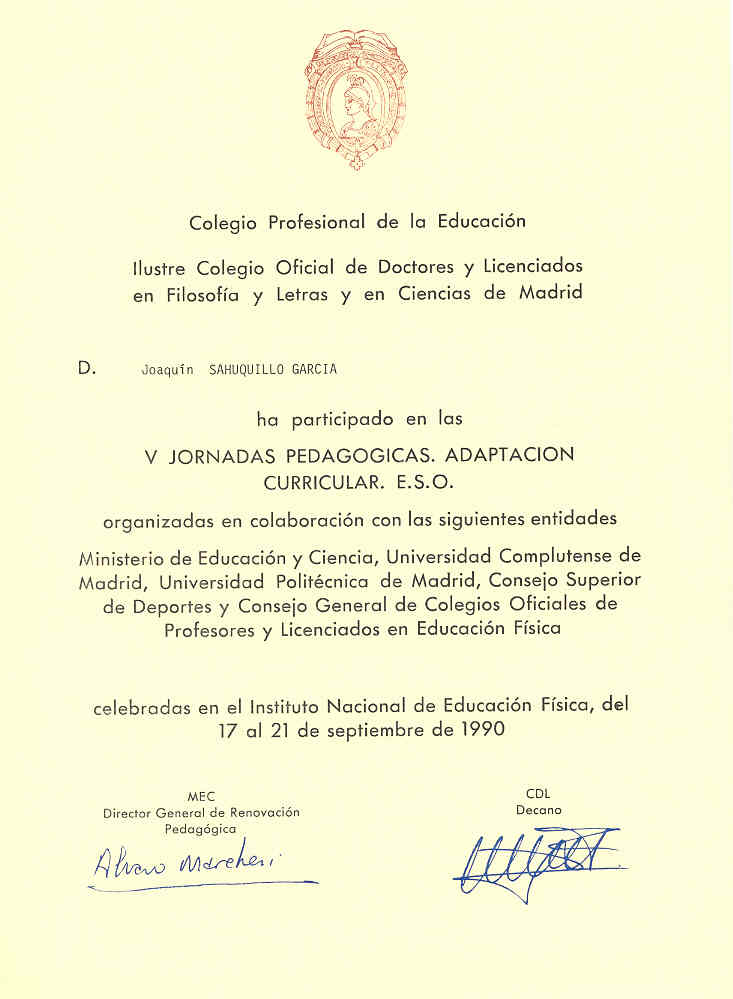 Colegio Profesional de la Educación
Ilustre Colegio Oficial de Doctores y Licenciados
en Filosofía y Letras y en Ciencias de Madrid
D. Joaquín SAHUQUILLO GARCIA
ha participado en las
V JORNADAS PEDAGOGICAS. ADAPTACION
CURRICULAR. E.S.O.
organizadas en colaboración con las siguientes entidades
Ministerio de Educación y Ciencia, Universidad Complutense de
Madrid, Universidad Politécnica de Madrid, Consejo Superior
de Deportes y Consejo General de Colegios Oficiales de
Profesores y Licenciados en Educación Física
celebradas en el Instituto Nacional de Educación Física, del
17 al 21 de septiembre de 1990
MEC
Director General de Renovación
Pedagógica
Alvaro Marchesi
CDL
Decano